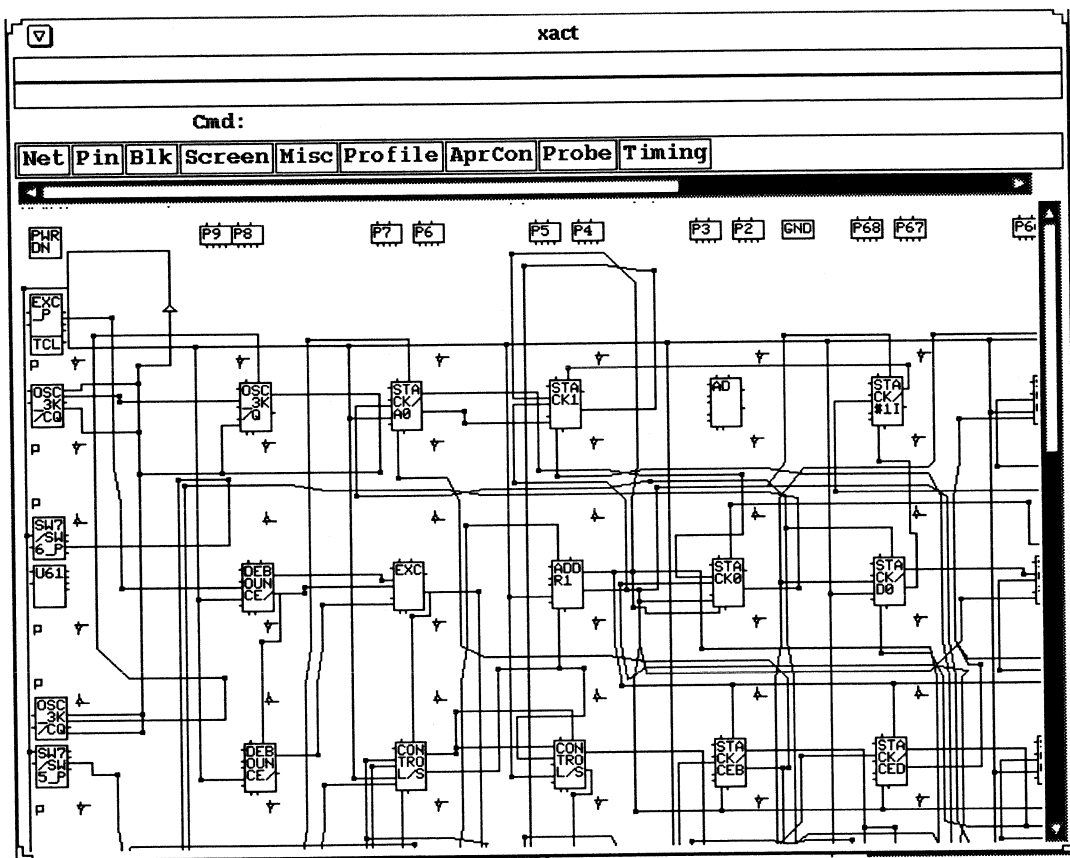 xact
Cmd:
Net Pin Blk Screen Misc Profile AprCon Probe Timing
PWR
DN
P9 P8
P7 P6
P5 P4
P3 P2 GND
P68 P67
EXC
_P
TCL
OSC
_3K
/CQ
OSC
_3K
/Q
STA
CK/
A0
STA
CK1
AD
STA
CK/
#1I
SW7
/SW
6_P
U61
DEB
OUN
CE/
EXC
ADD
R1
STA
CK0
STA
CK/
D0
OSC
_3K
/CQ
SW7
/SW
5_P
DEB
OUN
CE/
CON
TRO
L/S
CON
TRO
L/S
STA
CK/
CEB
STA
CK/
CED